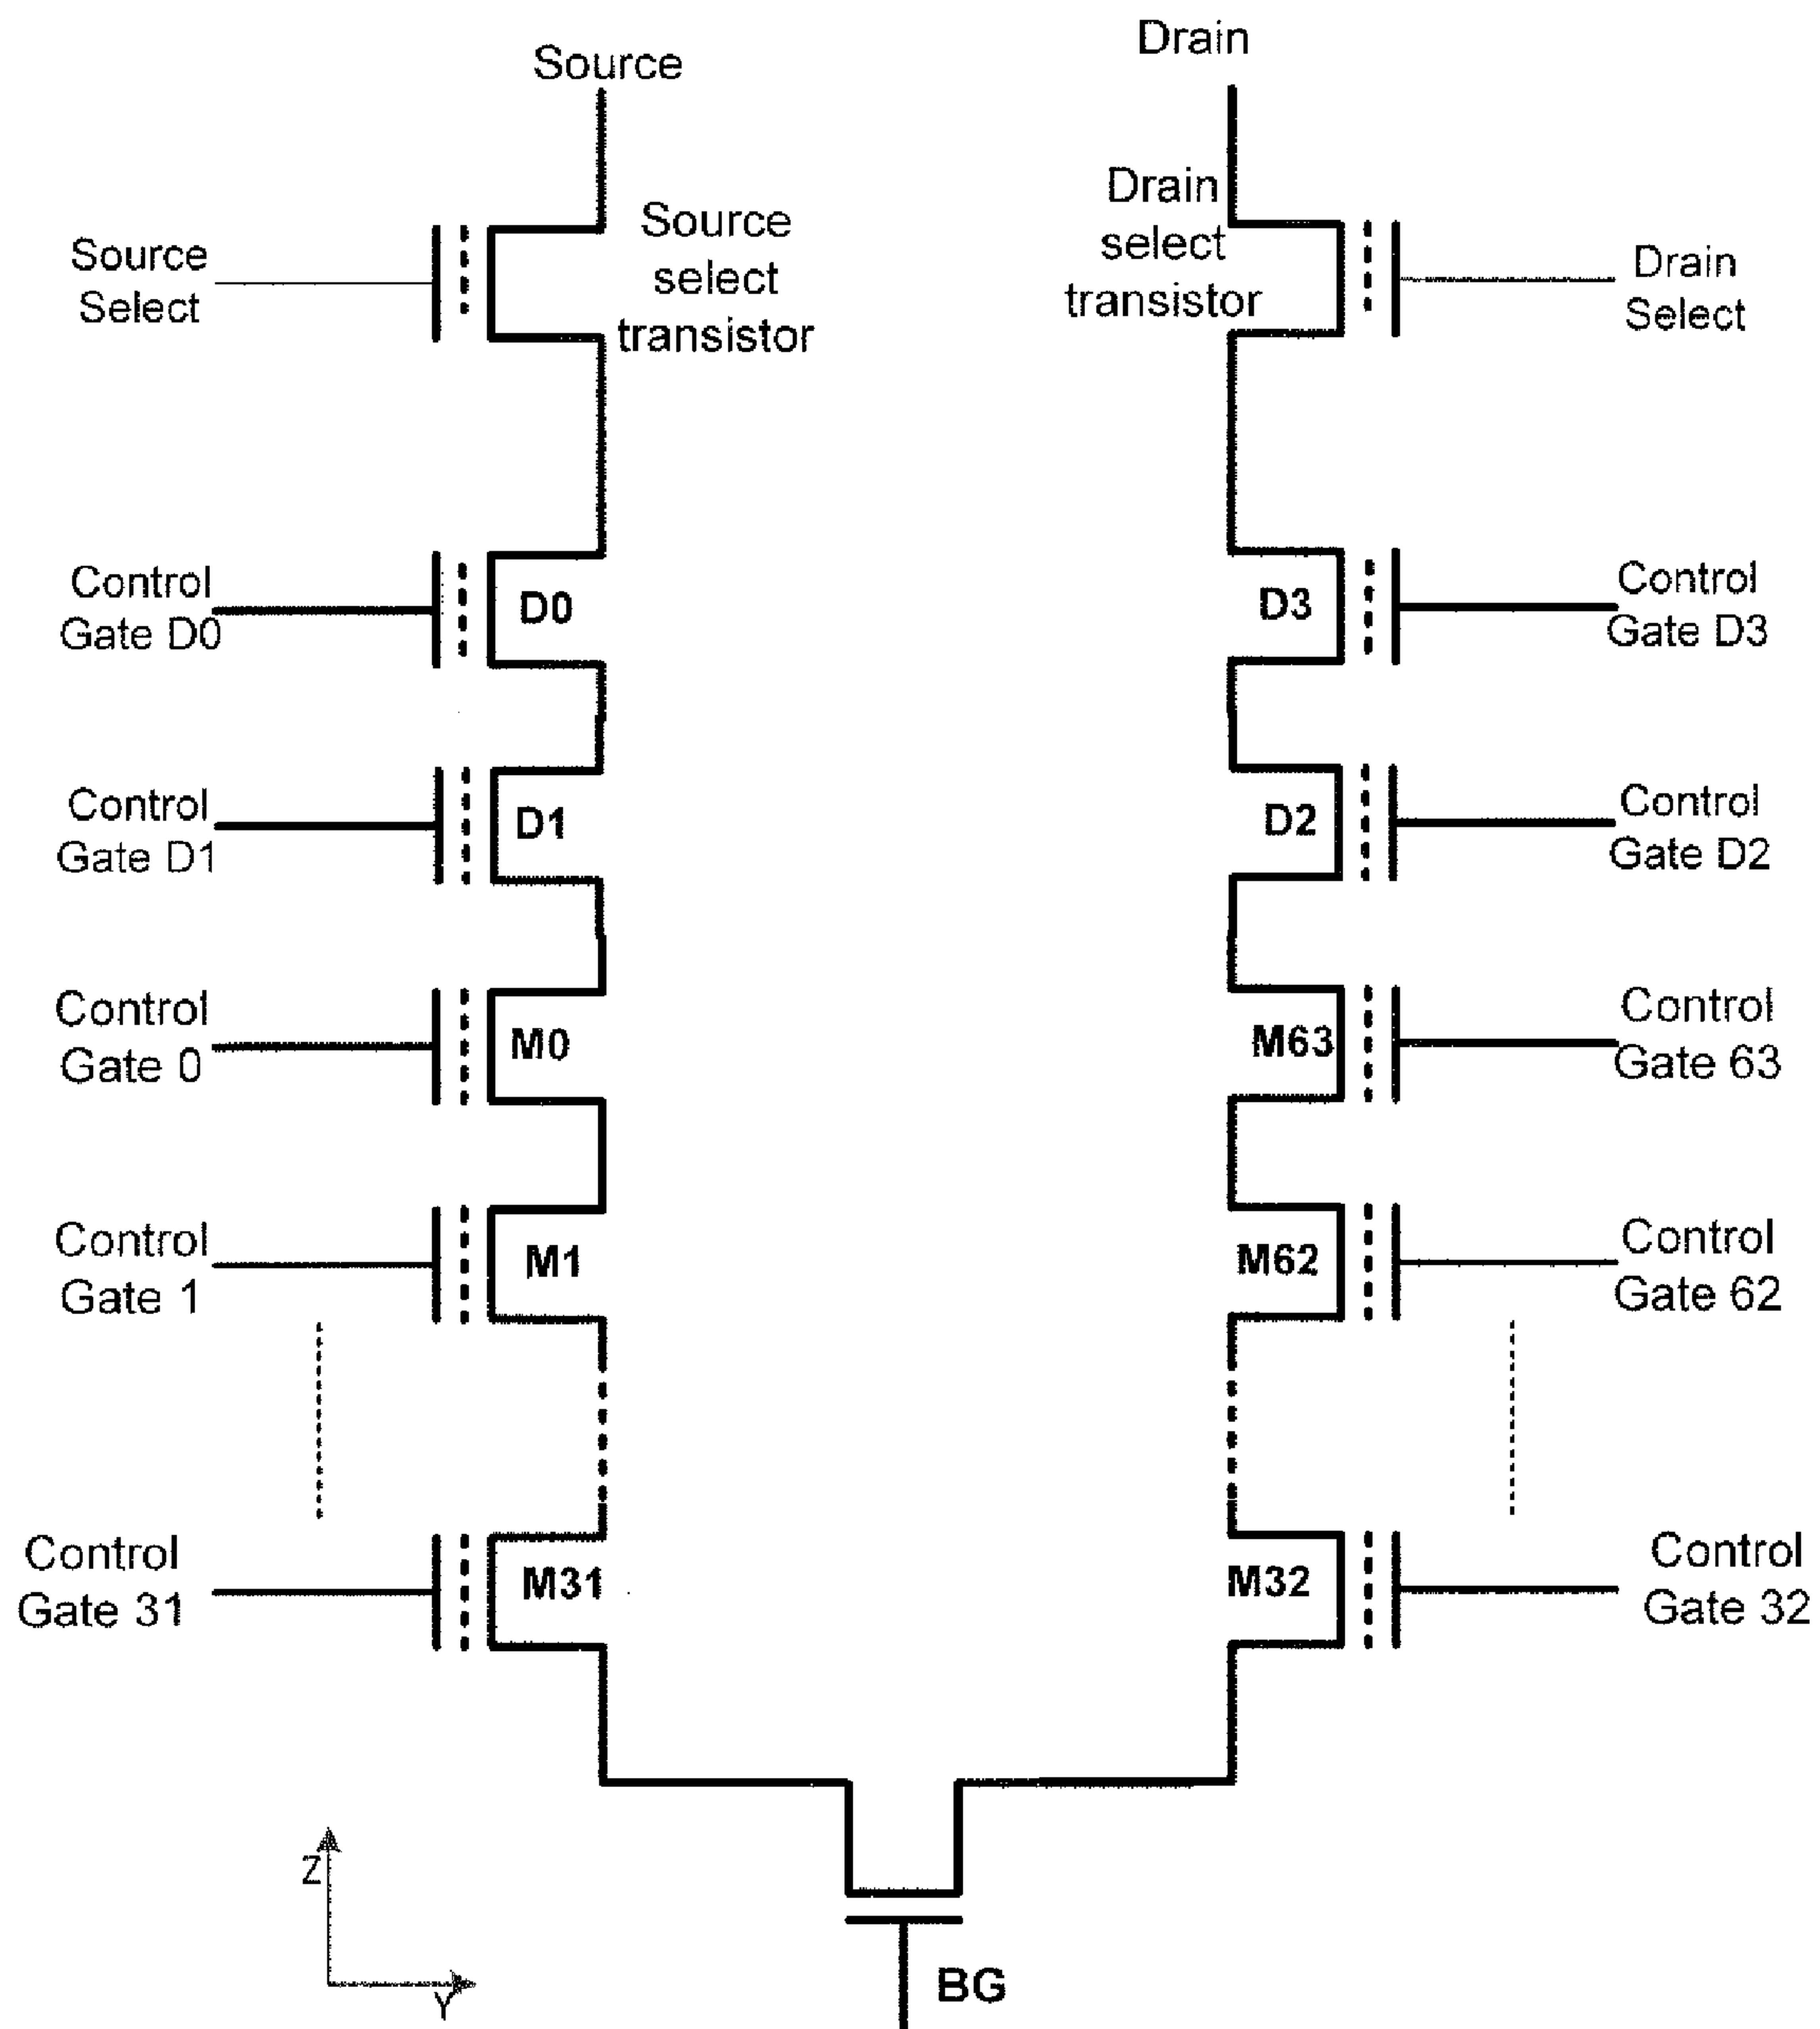 Source
Drain
Source
Select
Source
select
transistor
Drain
select
transistor
Drain
Select
Control
Gate D0
D0
D3
Control
Gate D3
Control
Gate D1
D1
D2
Control
Gate D2
Control
Gate 0
M0
M63
Control
Gate 63
Control
Gate 1
M1
M62
Control
Gate 62
Control
Gate 31
M31
M32
Control
Gate 32
Z
Y
BG